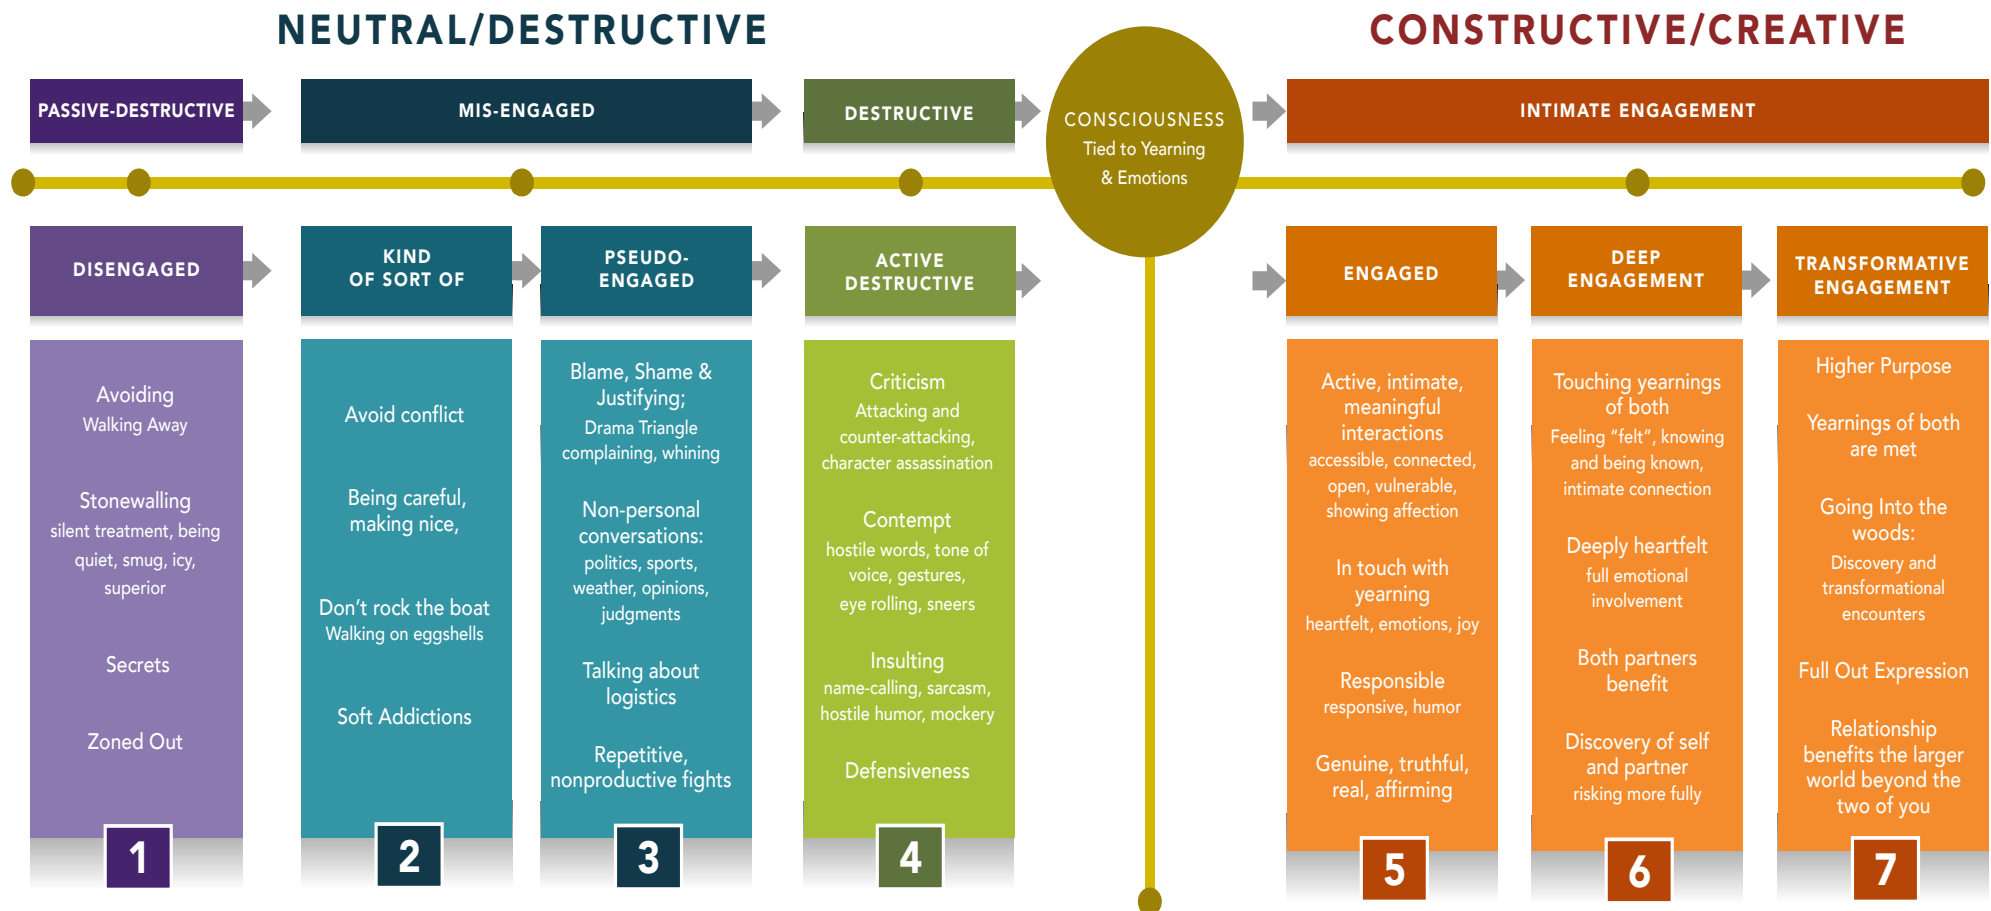 NEUTRAL/DESTRUCTIVE
CONSTRUCTIVE/CREATIVE
PASSIVE-DESTRUCTIVE
MIS-ENGAGED
DESTRUCTIVE
CONSCIOUSNESS
Tied to Yearning
& Emotions
INTIMATE ENGAGEMENT
DISENGAGED
Avoiding
Walking Away
Stonewalling
silent treatment, being
quiet, smug, icy,
superior
Secrets
Zoned Out
1
KIND
OF SORT OF
Avoid conflict
Being careful,
making nice,
Don't rock the boat
Walking on eggshells
Soft Addictions
2
PSEUDO-
ENGAGED
Blame, Shame &
Justifying;
Drama Triangle
complaining, whining
Non-personal
conversations:
politics, sports,
weather, opinions,
judgments
Talking about
logistics
Repetitive,
nonproductive fights
3
ACTIVE
DESTRUCTIVE
Criticism
Attacking and
counter-attacking,
character assassination
Contempt
hostile words, tone of
voice, gestures,
eye rolling, sneers
Insulting
name-calling, sarcasm,
hostile humor, mockery
Defensiveness
4
ENGAGED
Active, intimate,
meaningful
interactions
accessible, connected,
open, vulnerable,
showing affection
In touch with
yearning
heartfelt, emotions, joy
Responsible
responsive, humor
Genuine, truthful,
real, affirming
5
DEEP
ENGAGEMENT
Touching yearnings
of both
Feeling “felt”, knowing
and being known,
intimate connection
Deeply heartfelt
full emotional
involvement
Both partners
benefit
Discovery of self
and partner
risking more fully
6
TRANSFORMATIVE
ENGAGEMENT
Higher Purpose
Yearnings of both
are met
Going Into the
woods:
Discovery and
transformational
encounters
Full Out Expression
Relationship
benefits the larger
world beyond the
two of you
7